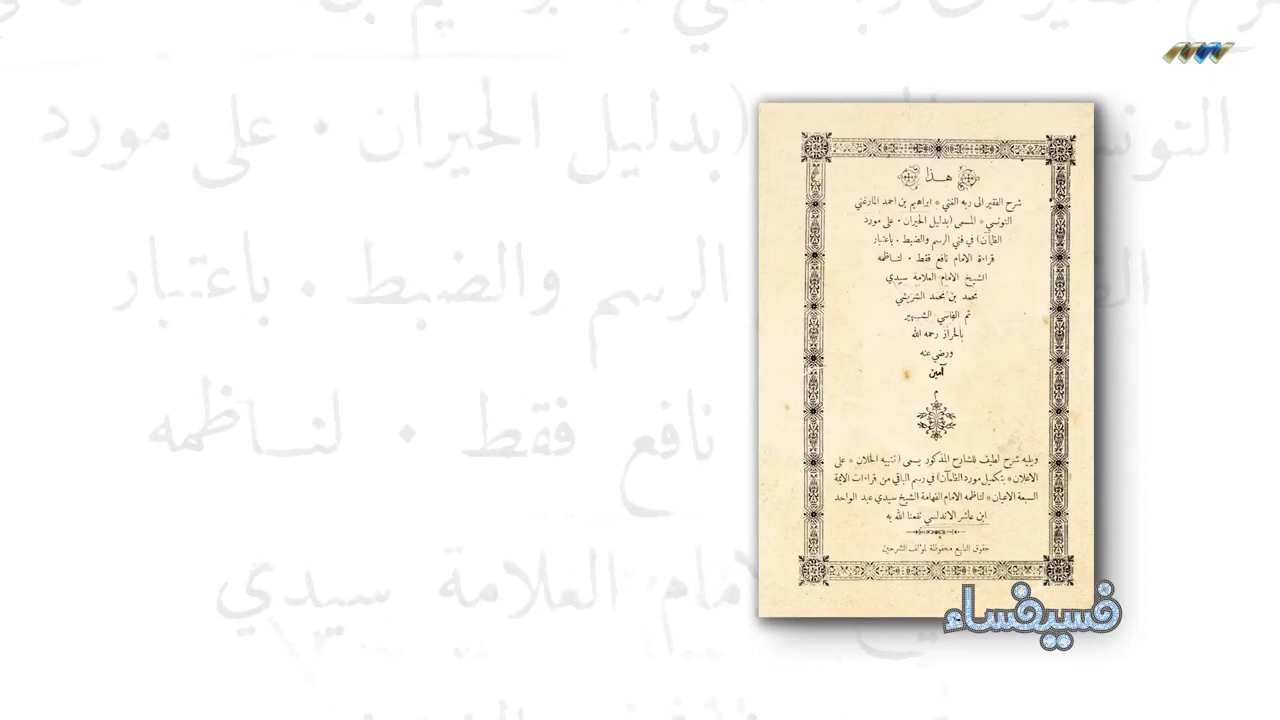 هذا
شرح الفقير الى ربه الغني * ابراهيم بن احمد المارغني
التونسي * المسمى (بدليل الحيران * على مورد
الظمآن) في فني الرسم والضبط * باعتبار
قراءة الامام نافع فقط * لناظمه
الشيخ الامام العلامة سيدي
محمد بن محمد الشريشي
ثم الفاسي الشهير
بالخراز رحمه الله
ورضي عنه
آمين
م
ويليه شرح لطيف للشارح المذكور يسمى (تنبيه الخلان * على
الاعلان * بتكميل مورد الظمآن) في رسم الباقي من قراءات الائمة
السبعة الاعيان * لناظمه الامام الفهامة الشيخ سيدي عبد الواحد
ابن عاشر الاندلسي نفعنا الله به
حقوق الطبع محفوظة لمؤلف الشرحين
فسيفساء
التونسي
(بدليل الحيران * على مورد
الرسم والضبط * باعتبار
نافع فقط * لناظمه
العلامة سيدي